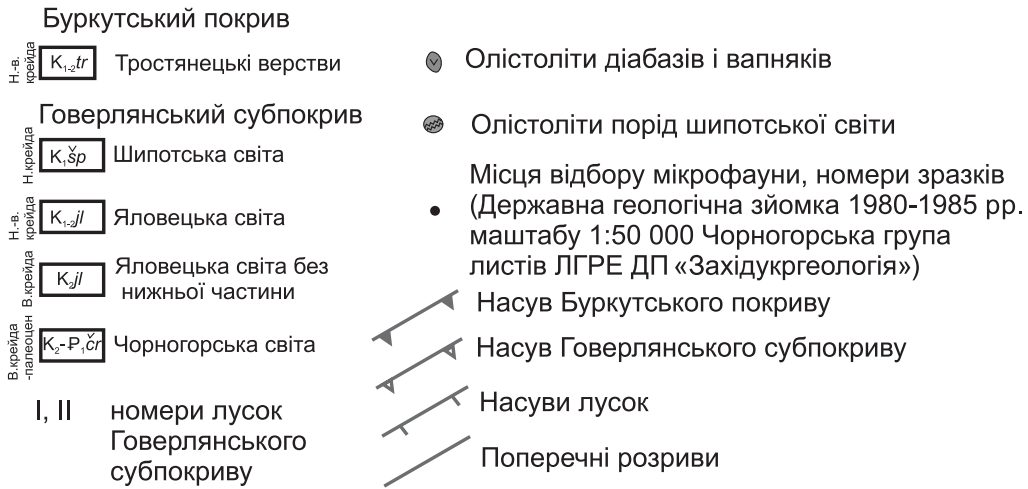 Буркутський покрив
Н.-в. крейда
K₁₋₂tr Тростянецькі верстви
Говерлянський субпокрив
Н.крейда
K₁šp Шипотська світа
Н.-в. крейда
K₁₋₂jl Яловецька світа
В.крейда
K₂jl Яловецька світа без
нижньої частини
В.крейда
-палеоцен
K₂-P₁čr Чорногорська світа
I, II номери лусок
Говерлянського
субпокриву
Олістоліти діабазів і вапняків
Олістоліти порід шипотської світи
Місця відбору мікрофауни, номери зразків
(Державна геологічна зйомка 1980-1985 рр.
маштабу 1:50 000 Чорногорська група
листів ЛГРЕ ДП «Західукргеологія»)
Насув Буркутського покриву
Насув Говерлянського субпокриву
Насуви лусок
Поперечні розриви